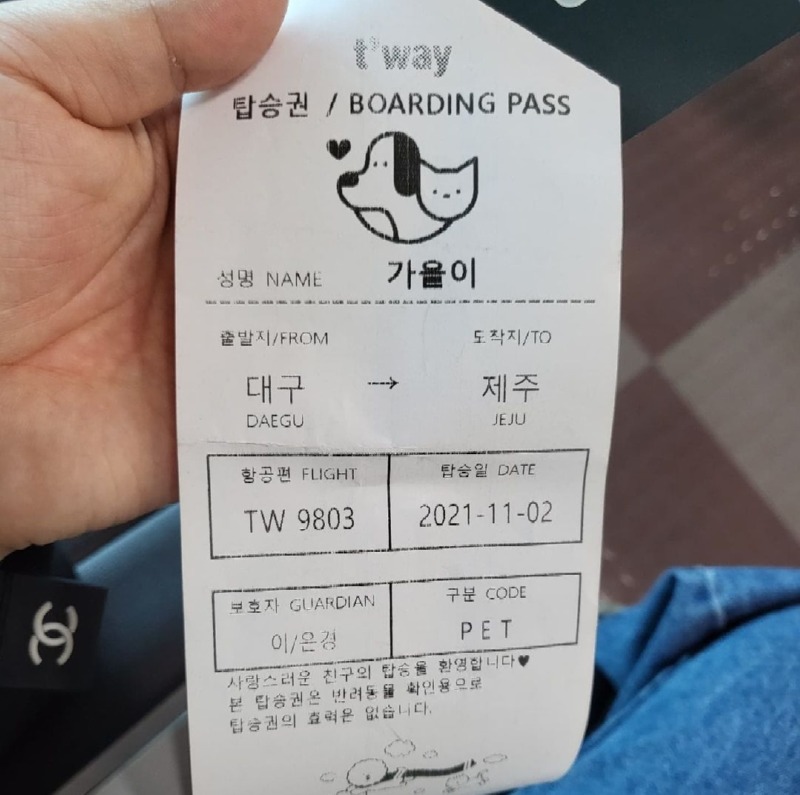 t'way
탑승권 / BOARDING PASS
성명 NAME 가을이
출발지/FROM 도착지/TO
대구 → 제주
DAEGU JEJU
항공편 FLIGHT 탑승일 DATE
TW 9803 2021-11-02
보호자 GUARDIAN 구분 CODE
이/은경 PET
사랑스러운 친구의 탑승을 환영합니다♥
본 탑승권은 반려동물 확인용으로
탑승권의 효력은 없습니다.